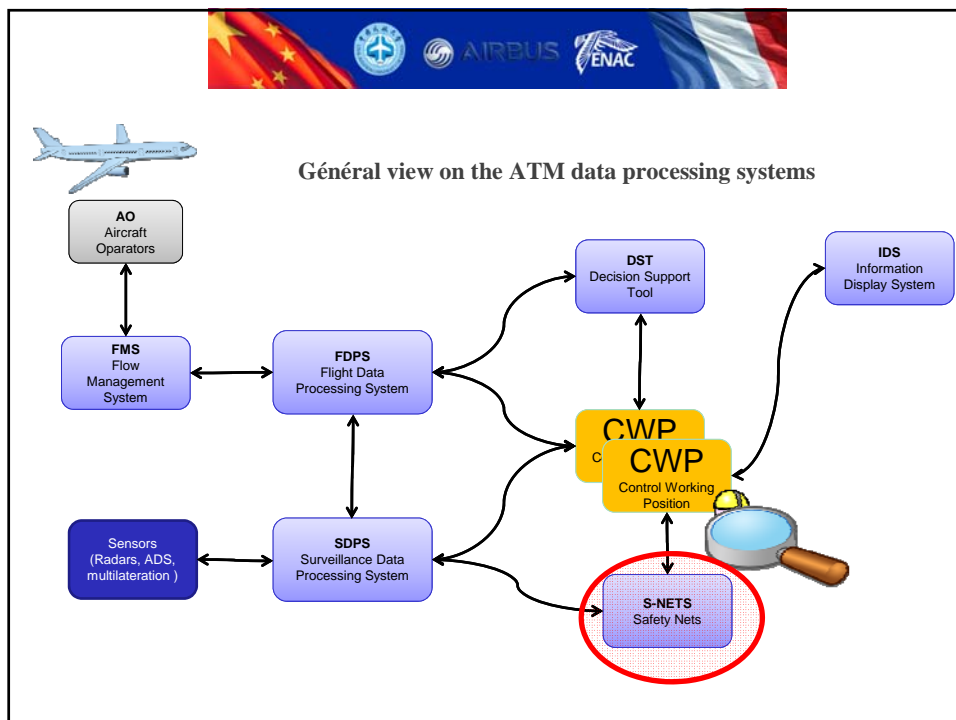 AIRBUS
ENAC
Général view on the ATM data processing systems
AO
Aircraft
Oparators
DST
Decision Support
Tool
IDS
Information
Display System
FMS
Flow
Management
System
FDPS
Flight Data
Processing System
CWP
C
CWP
Control Working
Position
Sensors
(Radars, ADS,
multilateration )
SDPS
Surveillance Data
Processing System
S-NETS
Safety Nets